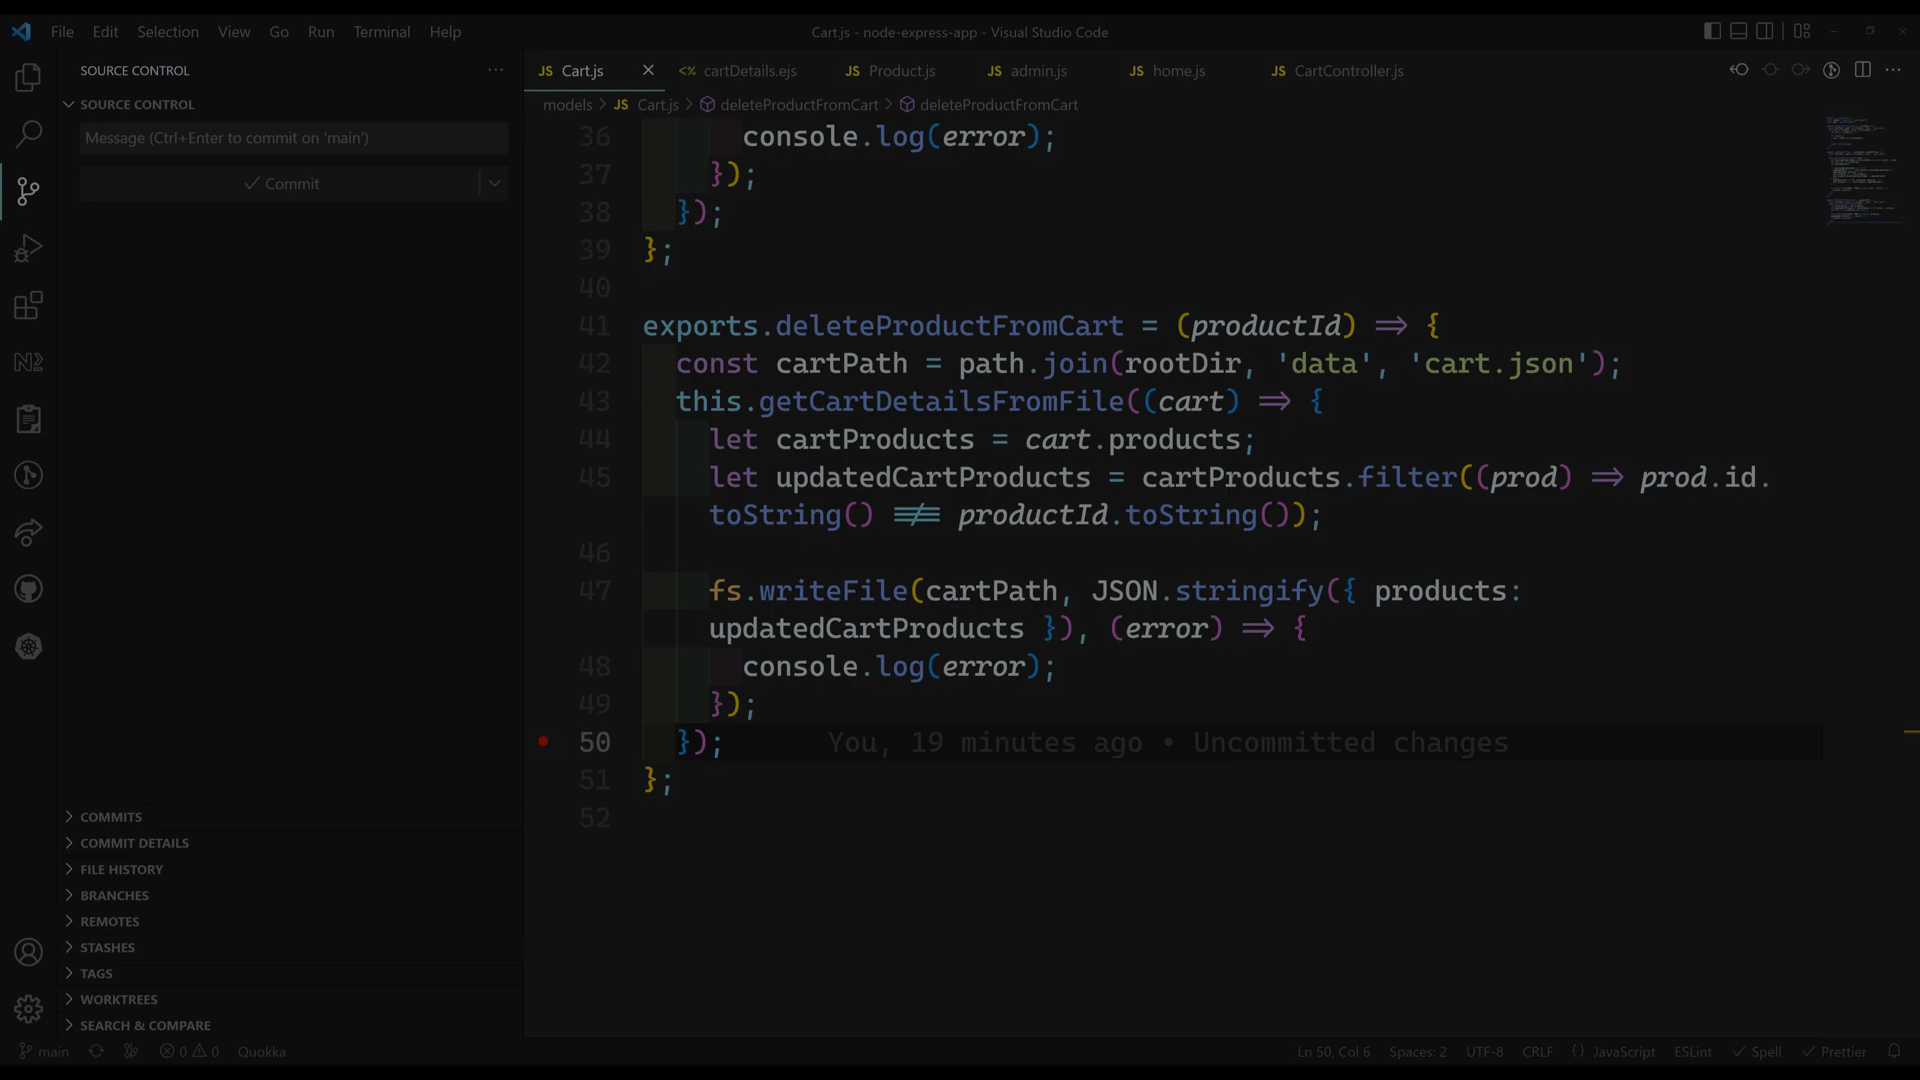 File Edit Selection View Go Run Terminal Help
Cart.js - node-express-app - Visual Studio Code
SOURCE CONTROL
SOURCE CONTROL
Message (Ctrl+Enter to commit on 'main')
Commit
COMMITS
COMMIT DETAILS
FILE HISTORY
BRANCHES
REMOTES
STASHES
TAGS
WORKTREES
SEARCH & COMPARE
JS Cart.js <% cartDetails.ejs JS Product.js JS admin.js JS home.js JS CartController.js
models > JS Cart.js > deleteProductFromCart > deleteProductFromCart
36 console.log(error);
37 });
38 });
39 };
40
41 exports.deleteProductFromCart = (productId) => {
42 const cartPath = path.join(rootDir, 'data', 'cart.json');
43 this.getCartDetailsFromFile((cart) => {
44 let cartProducts = cart.products;
45 let updatedCartProducts = cartProducts.filter((prod) => prod.id.
toString() !== productId.toString());
46
47 fs.writeFile(cartPath, JSON.stringify({ products:
updatedCartProducts }), (error) => {
48 console.log(error);
49 });
50 }); You, 19 minutes ago • Uncommitted changes
51 };
52
main 0 0 Quokka Ln 50, Col 6 Spaces: 2 UTF-8 CRLF {} JavaScript ESLint Spell Prettier